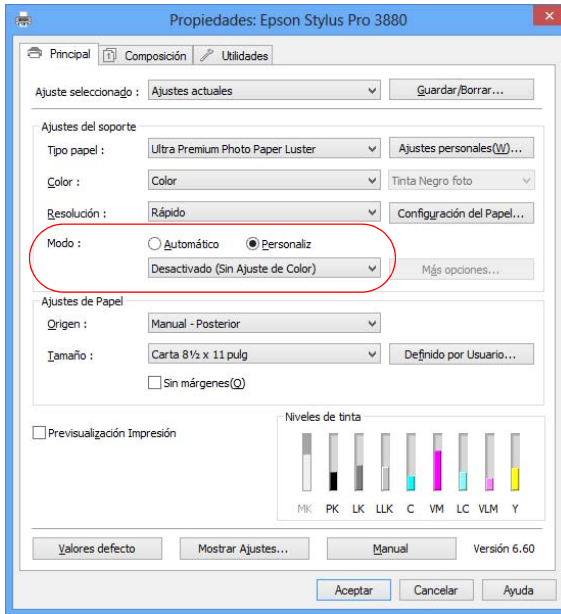 Propiedades: Epson Stylus Pro 3880
Principal Composición Utilidades
Ajuste seleccionado : Ajustes actuales Guardar/Borrar...
Ajustes del soporte
Tipo papel : Ultra Premium Photo Paper Luster Ajustes personales(W)...
Color : Color Tinta Negro foto
Resolución : Rápido Configuración del Papel...
Modo : Automático Personaliz
Desactivado (Sin Ajuste de Color) Más opciones...
Ajustes de Papel
Origen : Manual - Posterior
Tamaño : Carta 8½ x 11 pulg Definido por Usuario...
Sin márgenes(O)
Niveles de tinta
Previsualización Impresión
MK PK LK LLK C VM LC VLM Y
Valores defecto Mostrar Ajustes... Manual Versión 6.60
Aceptar Cancelar Ayuda